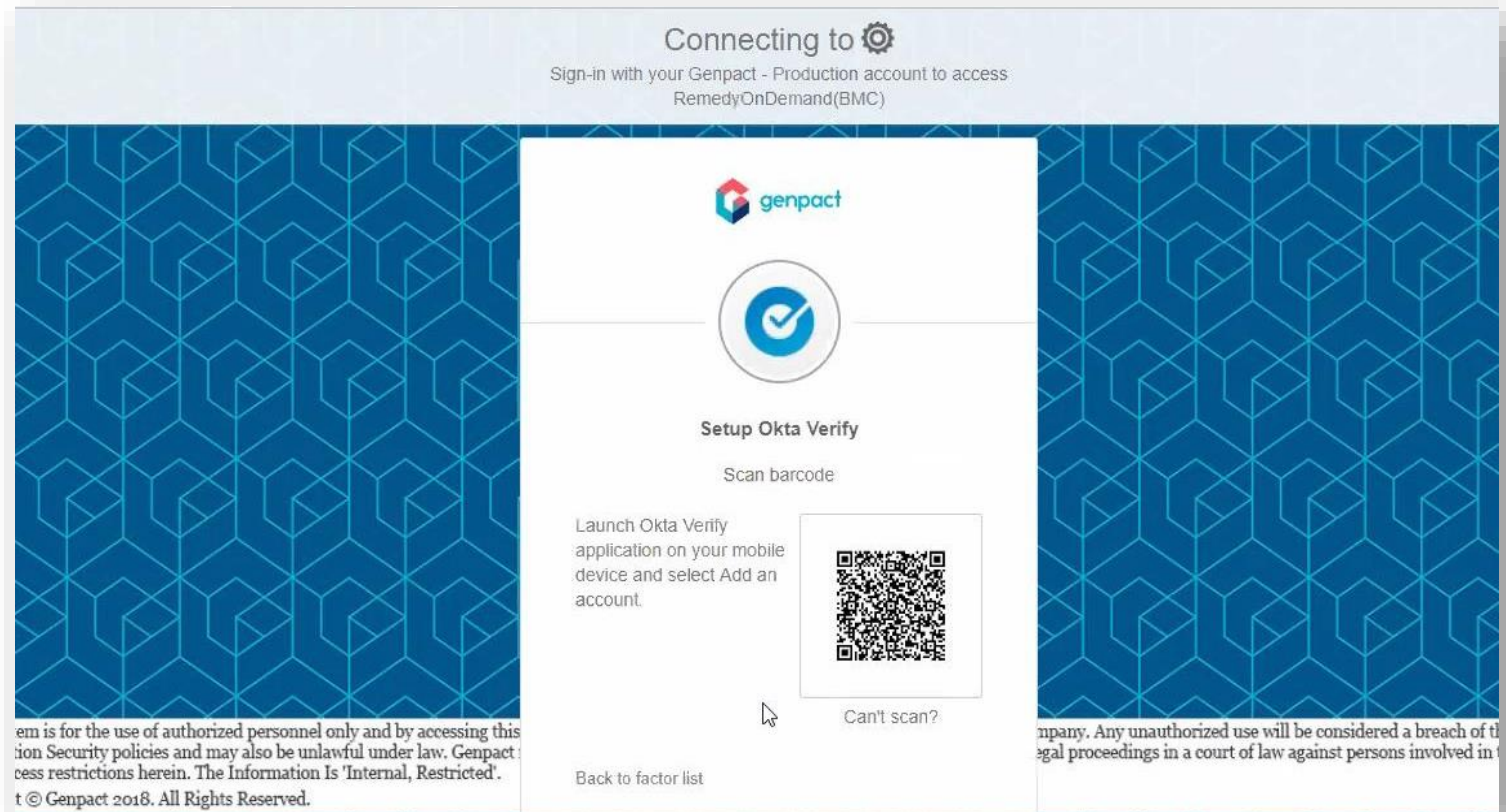 Connecting to
Sign-in with your Genpact - Production account to access
RemedyOnDemand(BMC)
genpact
Setup Okta Verify
Scan barcode
Launch Okta Verify
application on your mobile
device and select Add an
account.
Can't scan?
Back to factor list
em is for the use of authorized personnel only and by accessing this
tion Security policies and may also be unlawful under law. Genpact
cess restrictions herein. The Information Is 'Internal, Restricted'.
t © Genpact 2018. All Rights Reserved.
mpany. Any unauthorized use will be considered a breach of th
egal proceedings in a court of law against persons involved in